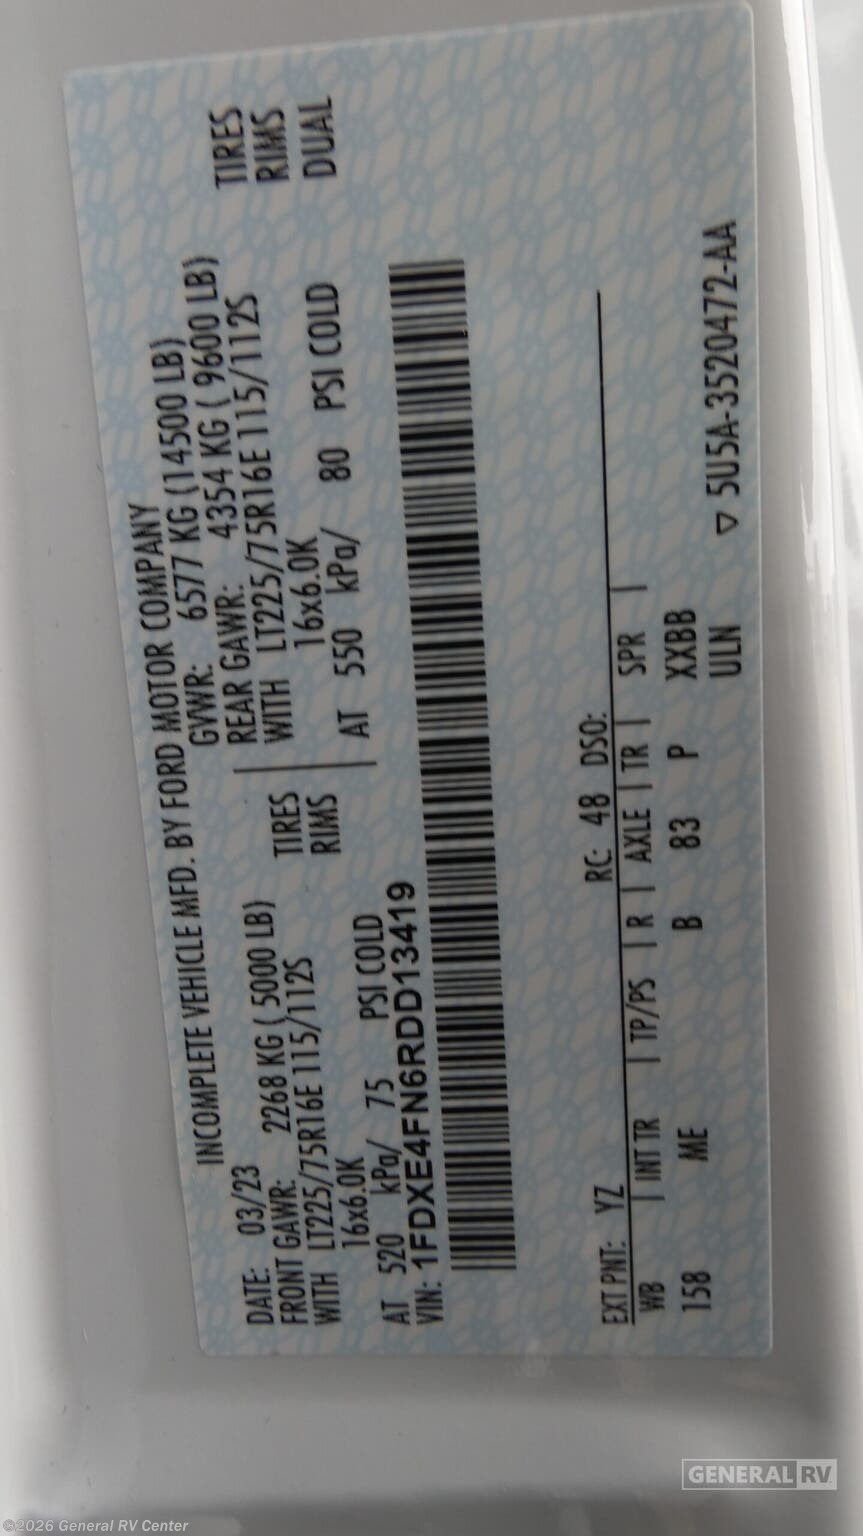 INCOMPLETE VEHICLE MFD. BY FORD MOTOR COMPANY
DATE: 03/23 GVWR: 6577 KG (14500 LB)
FRONT GAWR: 2268 KG ( 5000 LB) REAR GAWR: 4354 KG ( 9600 LB)
WITH LT225/75R16E 115/112S TIRES WITH LT225/75R16E 115/112S TIRES
16x6.0K RIMS 16x6.0K RIMS
AT 520 kPa/ 75 PSI COLD AT 550 kPa/ 80 PSI COLD DUAL
VIN: 1FDXE4FN6RDD13419
EXT PNT: YZ RC: 48 DSO:
WB | INT TR | TP/PS | R | AXLE | TR | SPR |
158 ME B 83 P XXBB
ULN ▽ 5U5A-3520472-AA
GENERAL RV
©2026 General RV Center